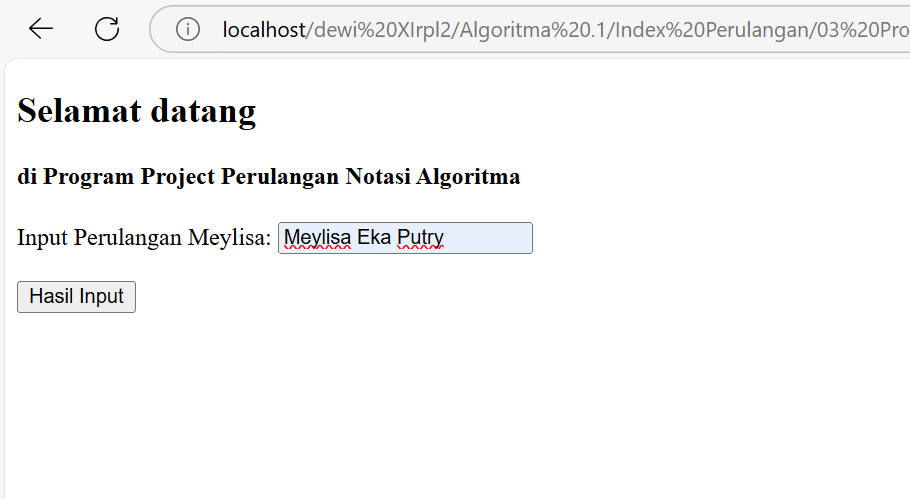 localhost/dewi%20XIrpl2/Algoritma%20.1/Index%20Perulangan/03%20Pro
Selamat datang
di Program Project Perulangan Notasi Algoritma
Input Perulangan Meylisa: Meylisa Eka Putry
Hasil Input